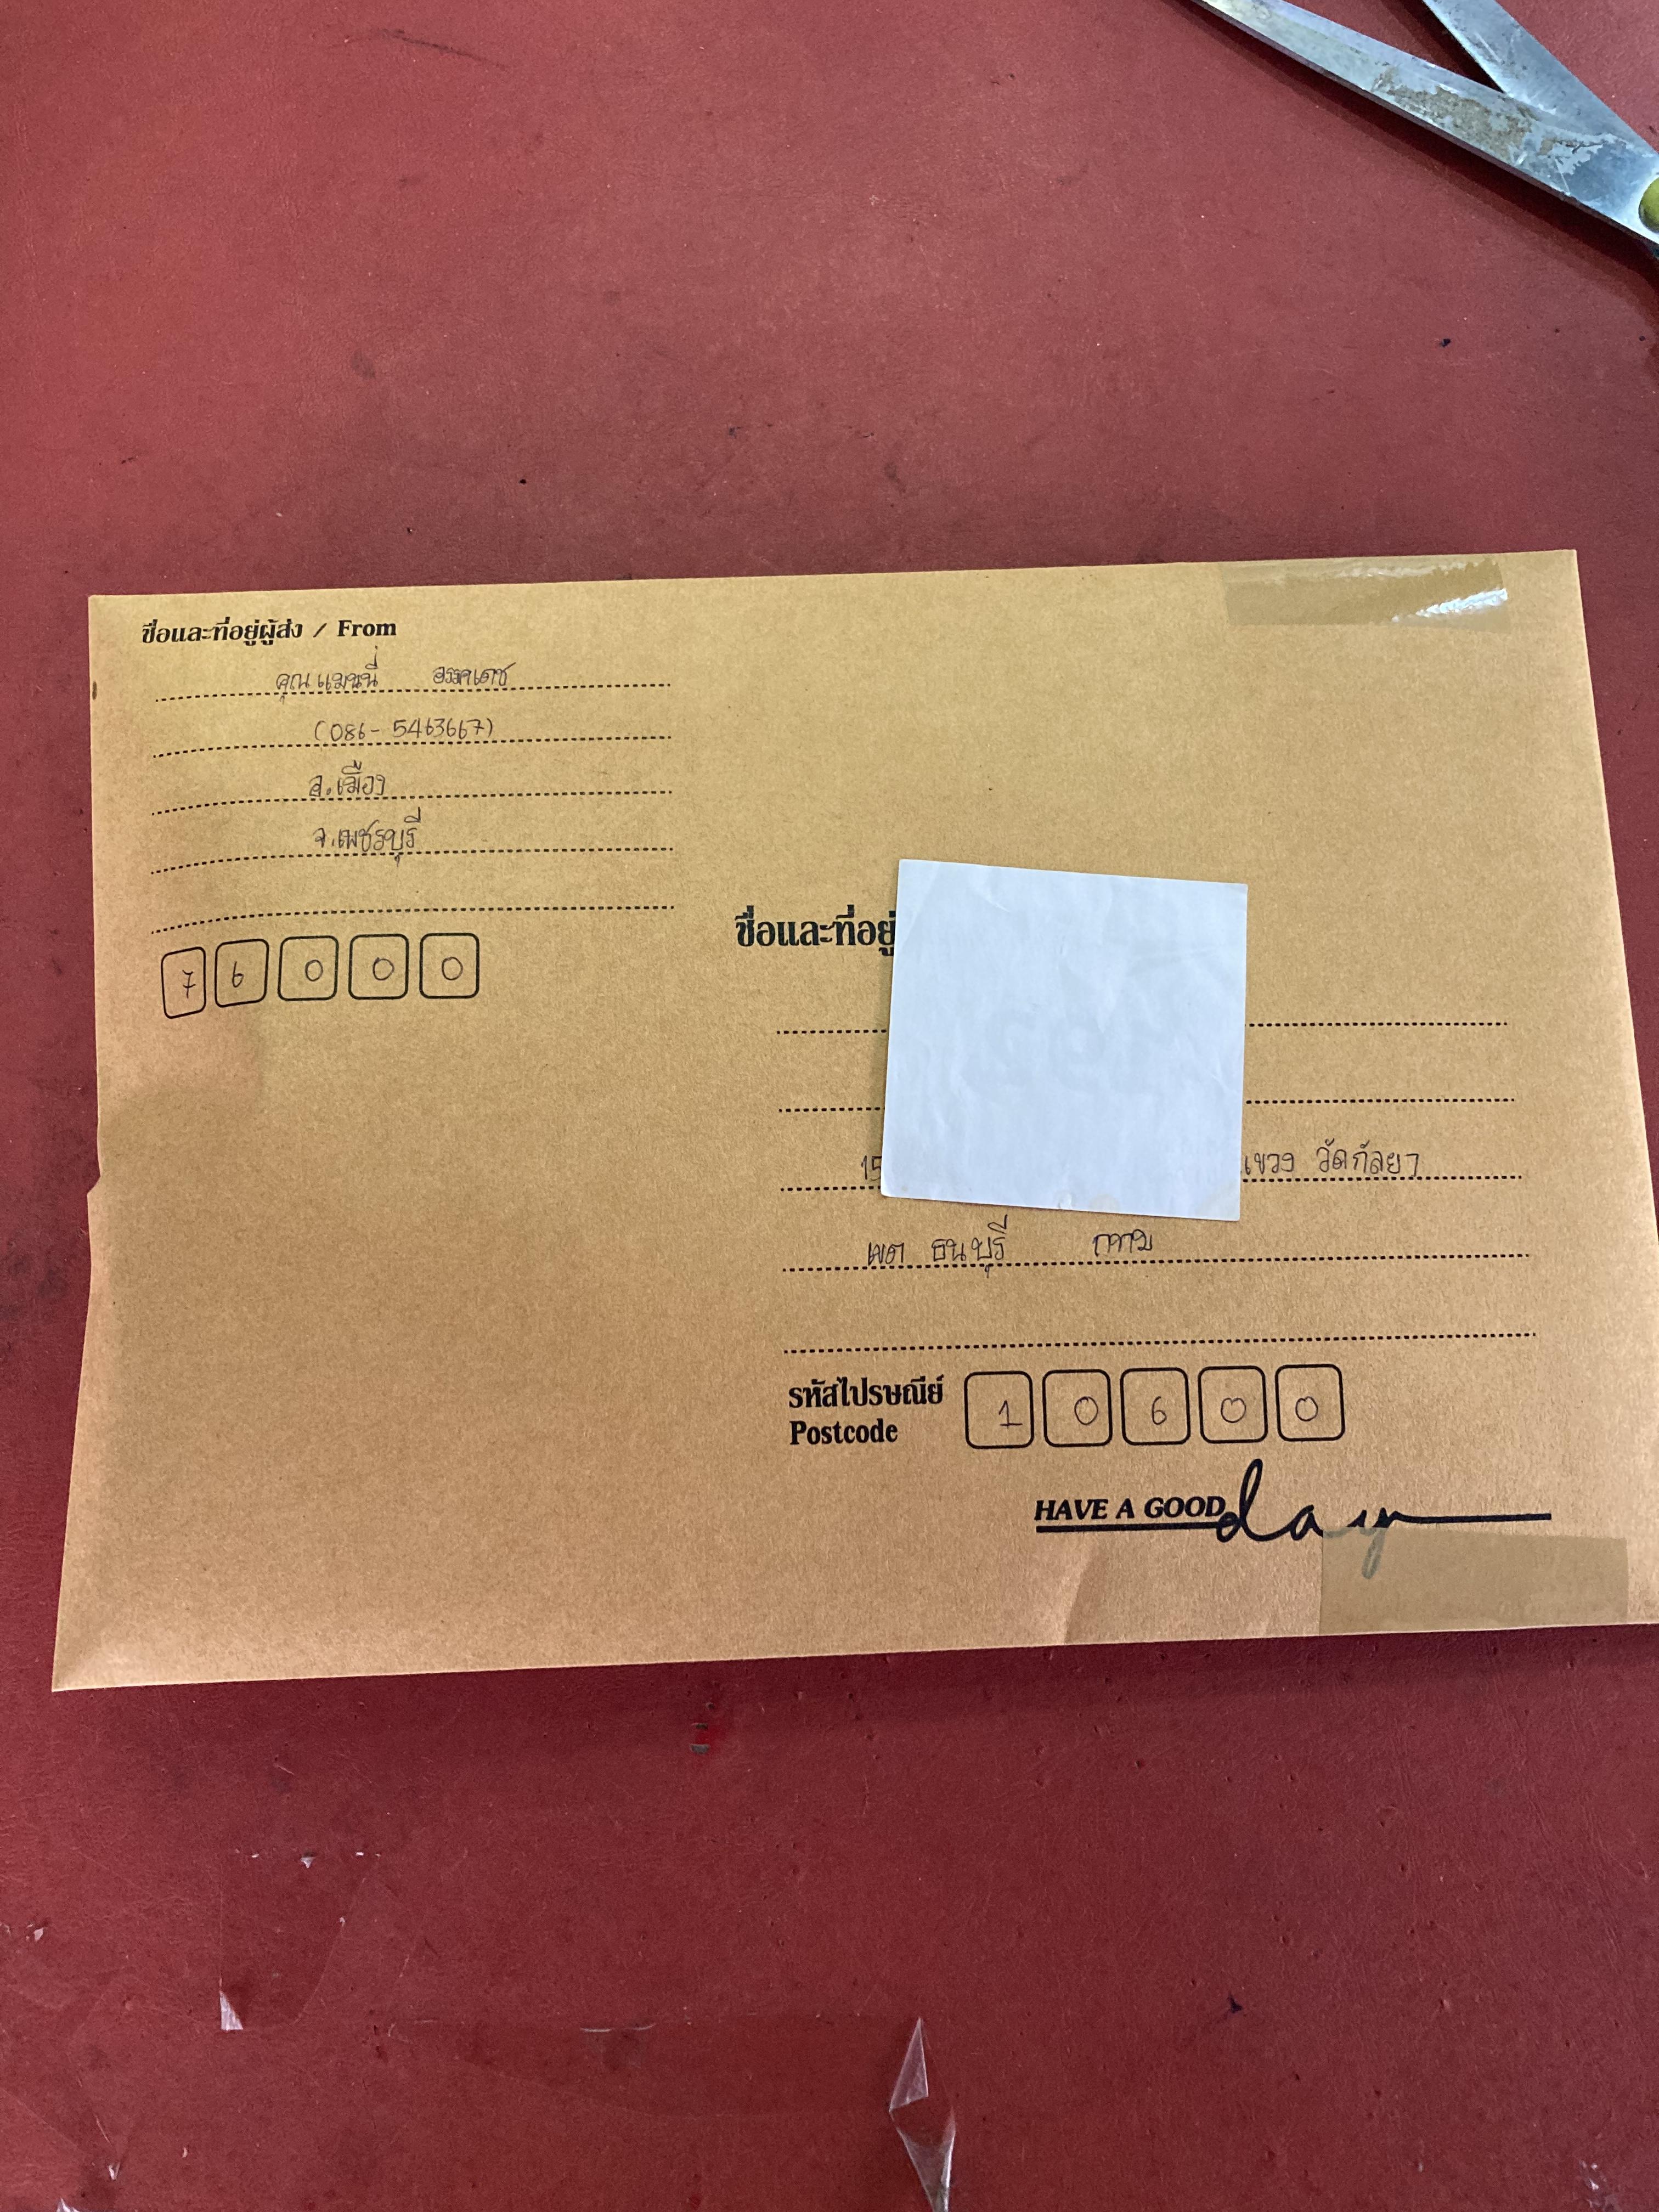 ชื่อและที่อยู่ผู้ส่ง / From
คุณ แมนนี่ อรรคเดช
(086-5463667)
อ.เมือง
จ.เพชรบุรี
76000
ชื่อและที่อยู่
15
แขวง วัดกัลยา
เขต ธนบุรี กทม
รหัสไปรษณีย์ 10600
Postcode
HAVE A GOOD day